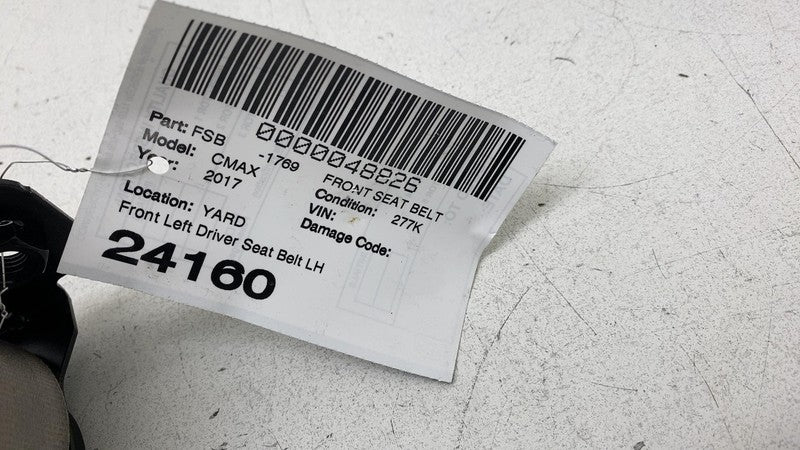 0000048826
Part: FSB -1769 FRONT SEAT BELT
Model: CMAX Condition: 277K
Year: 2017 VIN:
Location: YARD Damage Code:
Front Left Driver Seat Belt LH
24160